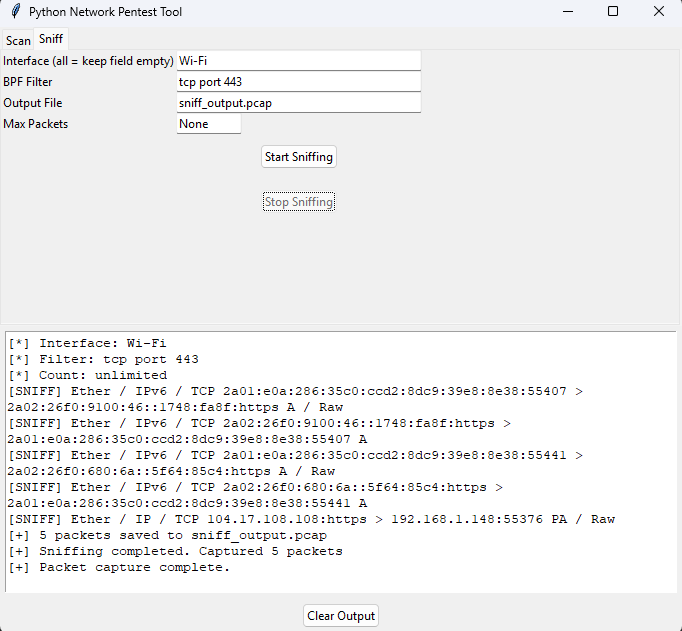 Python Network Pentest Tool
Scan Sniff
Interface (all = keep field empty) Wi-Fi
BPF Filter tcp port 443
Output File sniff_output.pcap
Max Packets None
Start Sniffing
Stop Sniffing
[*] Interface: Wi-Fi
[*] Filter: tcp port 443
[*] Count: unlimited
[SNIFF] Ether / IPv6 / TCP 2a01:e0a:286:35c0:ccd2:8dc9:39e8:8e38:55407 >
2a02:26f0:9100:46::1748:fa8f:https A / Raw
[SNIFF] Ether / IPv6 / TCP 2a02:26f0:9100:46::1748:fa8f:https >
2a01:e0a:286:35c0:ccd2:8dc9:39e8:8e38:55407 A
[SNIFF] Ether / IPv6 / TCP 2a01:e0a:286:35c0:ccd2:8dc9:39e8:8e38:55441 >
2a02:26f0:680:6a::5f64:85c4:https A / Raw
[SNIFF] Ether / IPv6 / TCP 2a02:26f0:680:6a::5f64:85c4:https >
2a01:e0a:286:35c0:ccd2:8dc9:39e8:8e38:55441 A
[SNIFF] Ether / IP / TCP 104.17.108.108:https > 192.168.1.148:55376 PA / Raw
[+] 5 packets saved to sniff_output.pcap
[+] Sniffing completed. Captured 5 packets
[+] Packet capture complete.
Clear Output